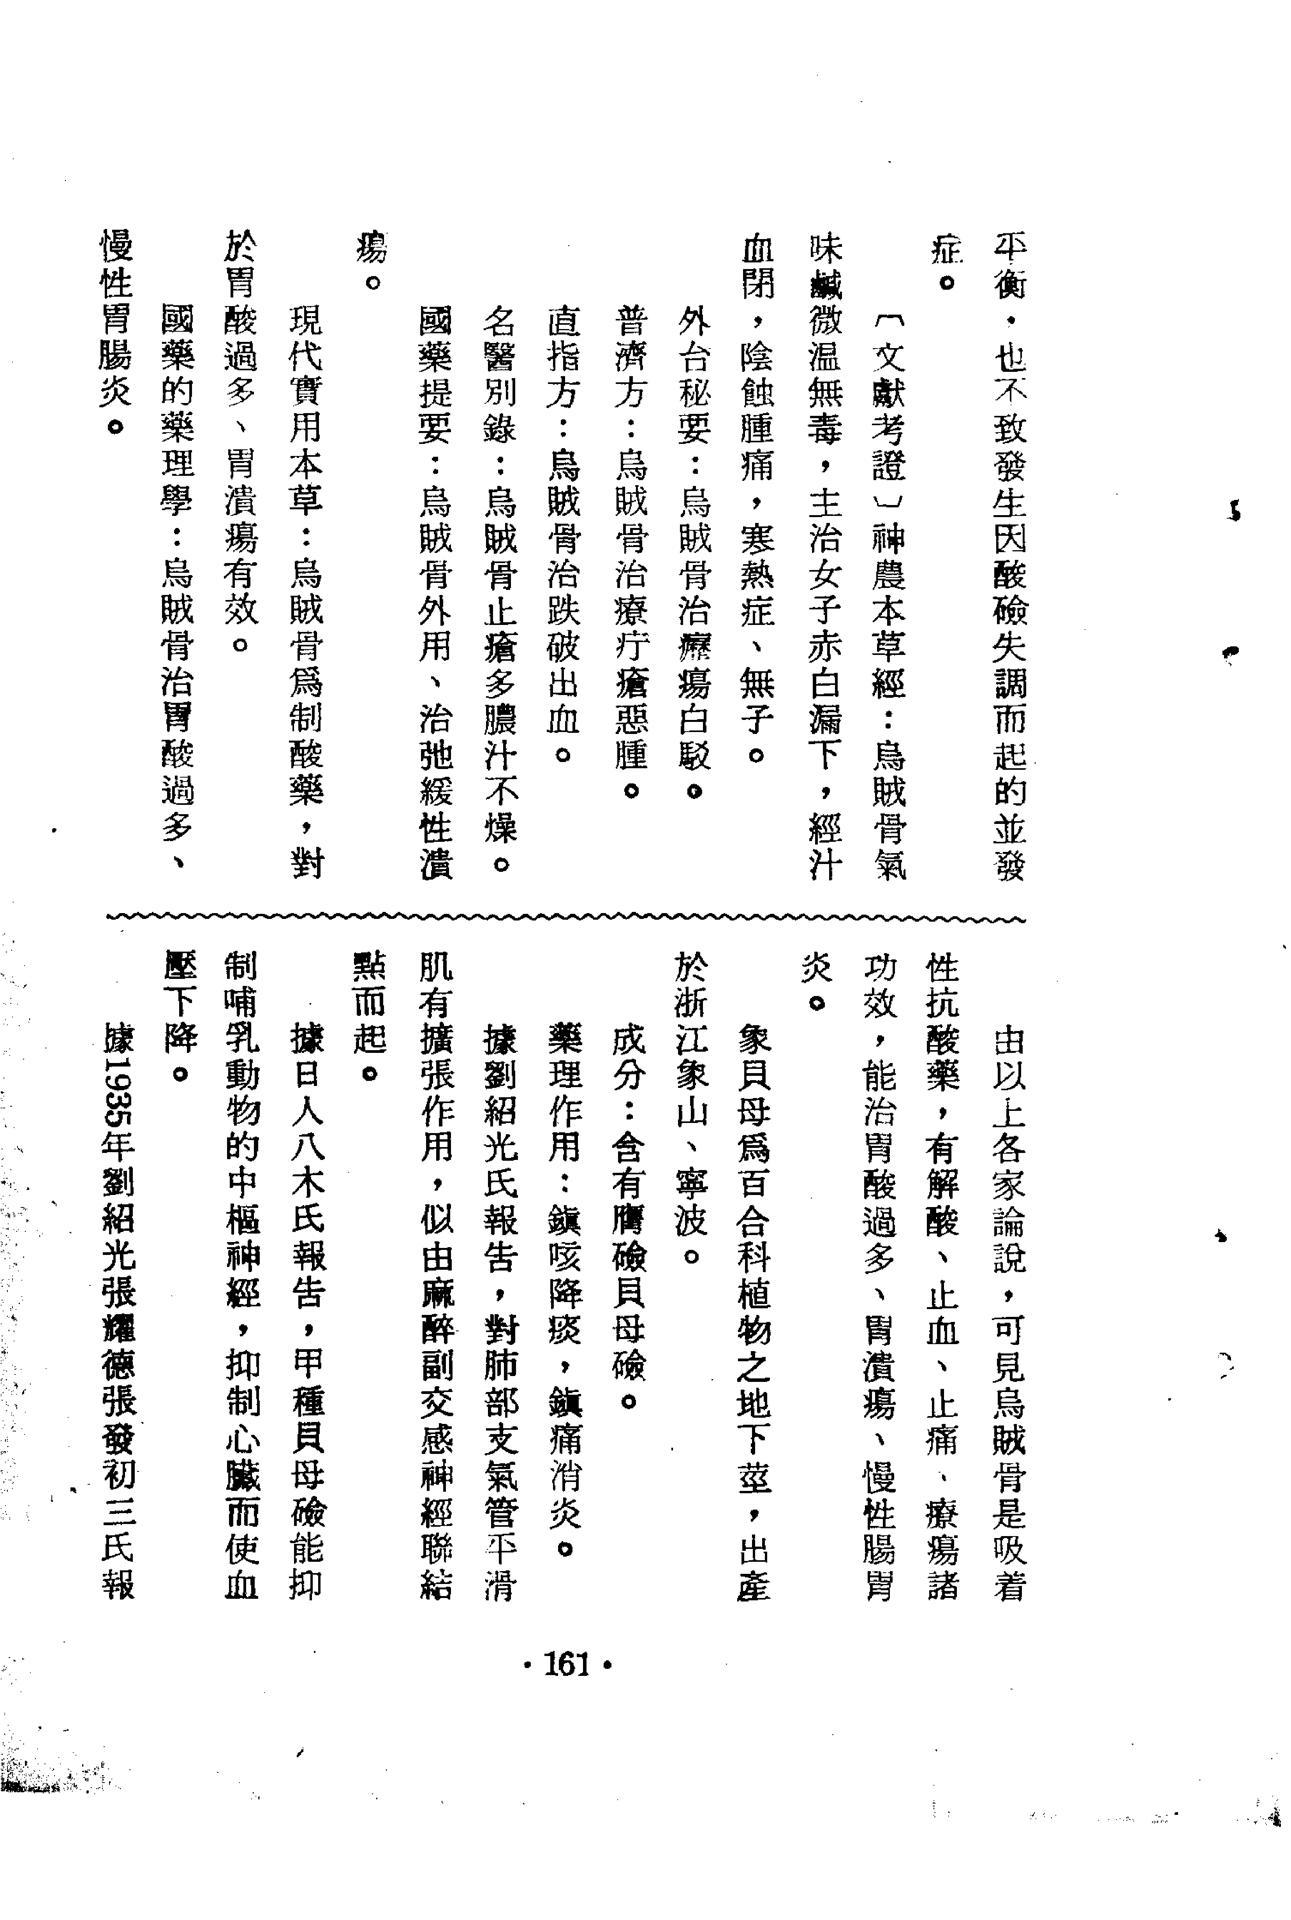 平衡，也不致發生因酸硷失調而起的並發
症。
〔文獻考證〕神農本草經：烏賊骨氣
味鹹微温無毒，主治女子赤白漏下，經汁
血閉，陰蝕腫痛，寒熱症、無子。
外台秘要：烏賊骨治癧瘍白駁。
普濟方：烏賊骨治療疔瘡惡腫。
直指方：烏賊骨治跌破出血。
名醫別錄：烏賊骨止瘡多膿汁不燥。
國藥提要：烏賊骨外用、治弛緩性潰
瘍。
現代實用本草：烏賊骨爲制酸藥，對
於胃酸過多、胃潰瘍有效。
國藥的藥理學：烏賊骨治胃酸過多、
慢性胃腸炎。
由以上各家論說，可見烏賊骨是吸着
性抗酸藥，有解酸、止血、止痛、療瘍諸
功效，能治胃酸過多、胃潰瘍、慢性腸胃
炎。
象貝母爲百合科植物之地下莖，出產
於浙江象山、寧波。
成分：含有贋硷貝母硷。
藥理作用：鎭咳降痰，鎭痛消炎。
據劉紹光氏報告，對肺部支氣管平滑
肌有擴張作用，似由麻醉副交感神經聯結
點而起。
據日人八木氏報告，甲種貝母硷能抑
制哺乳動物的中樞神經，抑制心臟而使血
壓下降。
據1935年劉紹光張耀德張發初三氏報
·161·